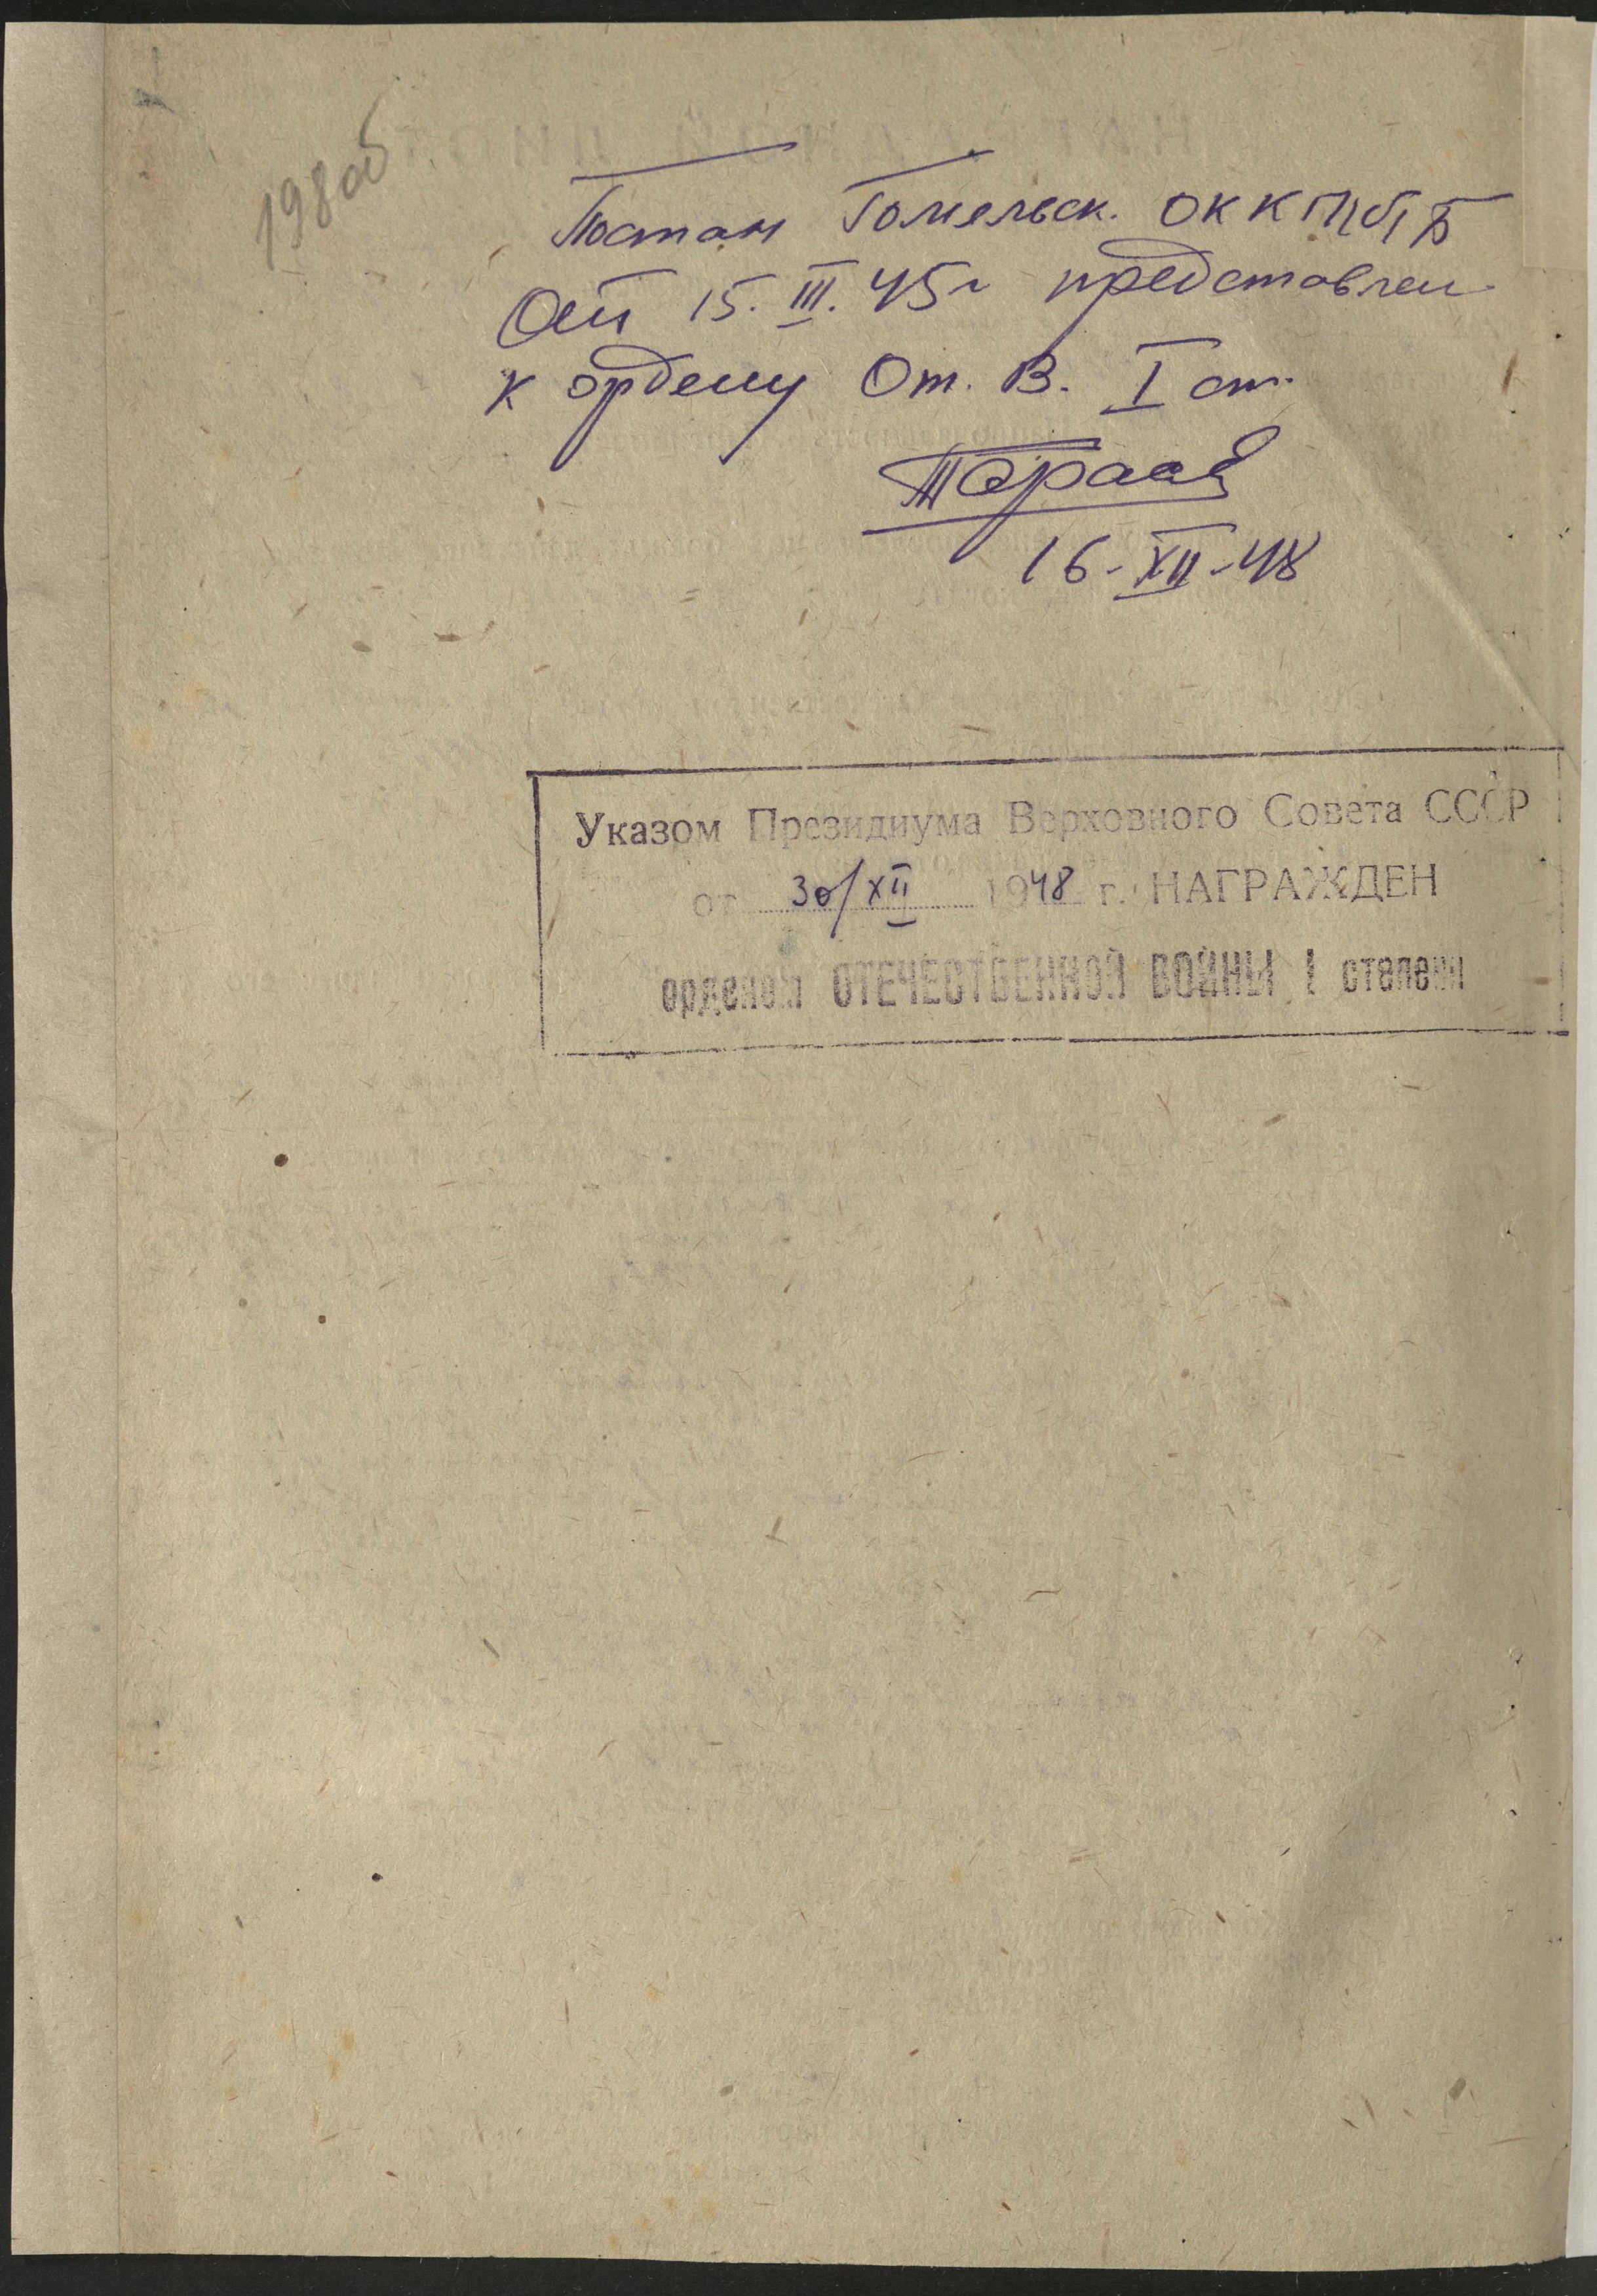 198об
Постан Гомельск. ОК КП(б)Б
от 15.III.45г представлен
к ордену От. В. I ст.
16-XII-48
Указом Президиума Верховного Совета СССР
от 30/XII 1948 г. НАГРАЖДЕН
орденом ОТЕЧЕСТВЕННОЙ ВОЙНЫ I степени